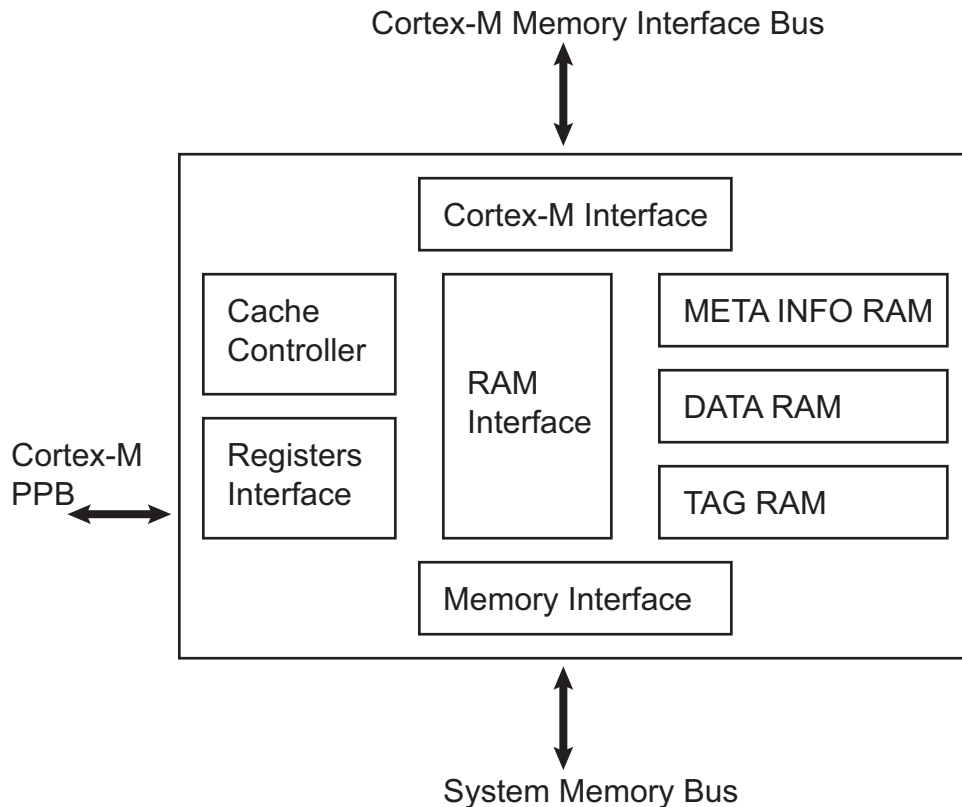 Cortex-M Memory Interface Bus
Cortex-M Interface
Cache
Controller
RAM
Interface
META INFO RAM
DATA RAM
TAG RAM
Cortex-M
PPB
Registers
Interface
Memory Interface
System Memory Bus